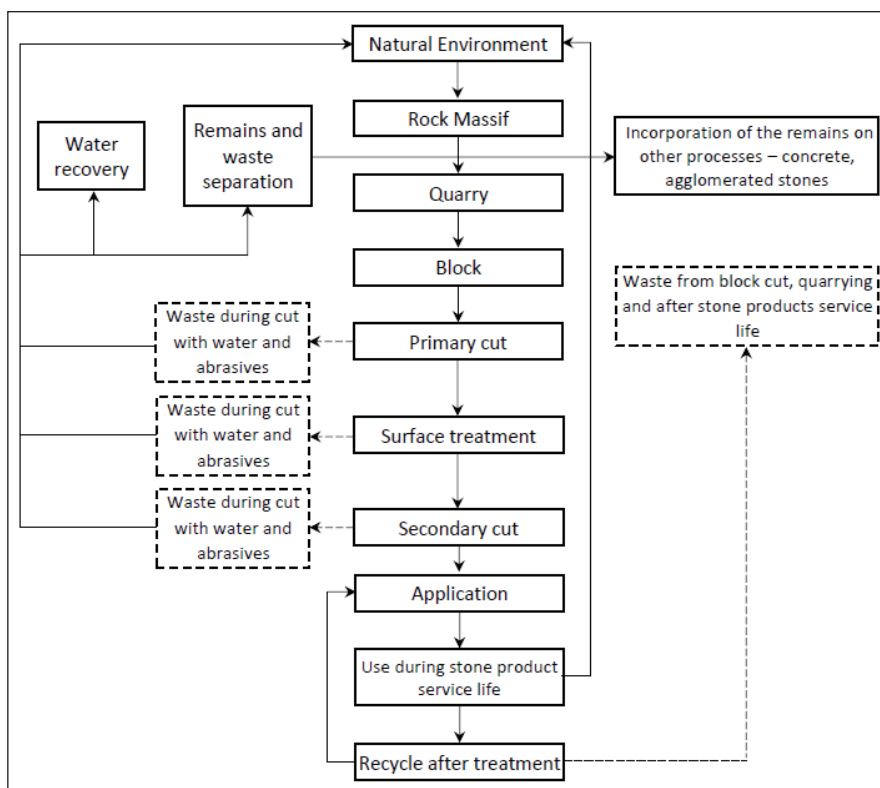 Natural Environment
Rock Massif
Water
recovery
Remains and
waste
separation
Incorporation of the remains on
other processes – concrete,
agglomerated stones
Quarry
Block
Waste from block cut, quarrying
and after stone products service
life
Waste during cut
with water and
abrasives
Primary cut
Waste during cut
with water and
abrasives
Surface treatment
Waste during cut
with water and
abrasives
Secondary cut
Application
Use during stone product
service life
Recycle after treatment